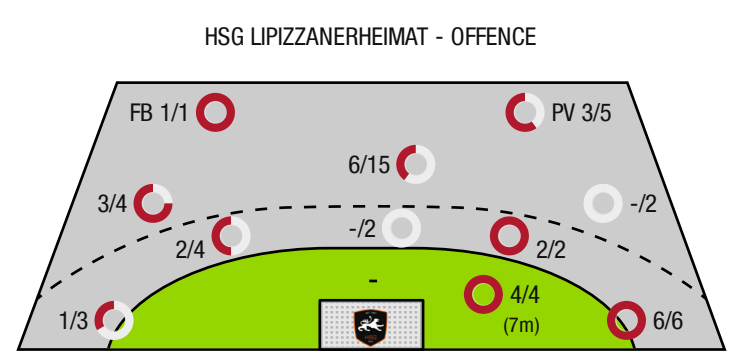 HSG LIPIZZANERHEIMAT - OFFENCE
FB 1/1
PV 3/5
6/15
3/4
-/2
2/4
-/2
2/2
-
4/4
(7m)
1/3
6/6